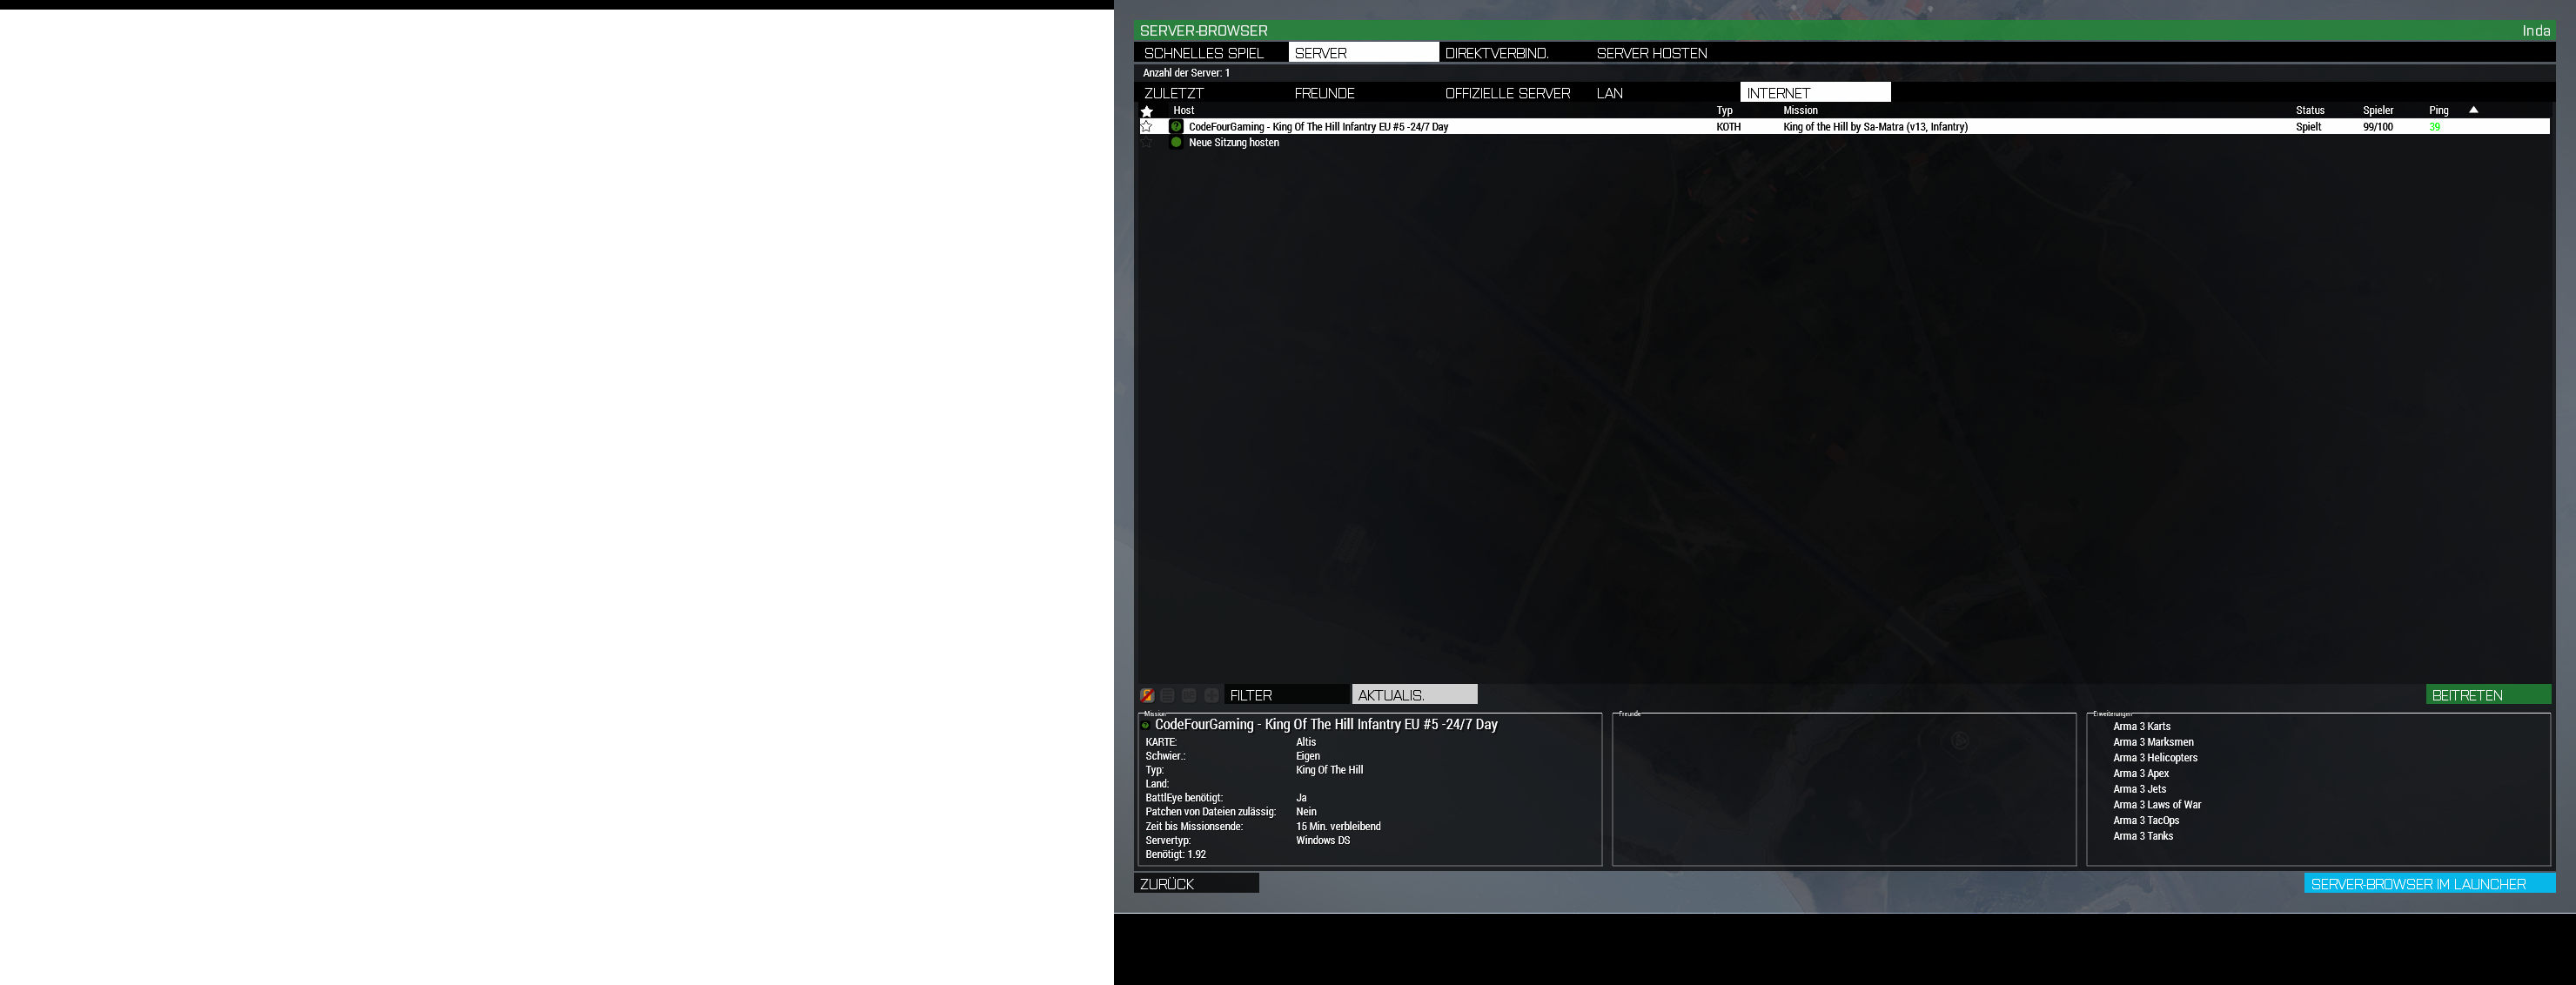 SERVER-BROWSER Inda
SCHNELLES SPIEL SERVER DIREKTVERBIND. SERVER HOSTEN
Anzahl der Server: 1
ZULETZT FREUNDE OFFIZIELLE SERVER LAN INTERNET
Host Typ Mission Status Spieler Ping
CodeFourGaming - King Of The Hill Infantry EU #5 -24/7 Day KOTH King of the Hill by Sa-Matra (v13, Infantry) Spielt 99/100 39
Neue Sitzung hosten
FILTER AKTUALIS. BEITRETEN
Mission Freunde Erweiterungen
CodeFourGaming - King Of The Hill Infantry EU #5 -24/7 Day
KARTE: Altis
Schwier.: Eigen
Typ: King Of The Hill
Land:
BattlEye benötigt: Ja
Patchen von Dateien zulässig: Nein
Zeit bis Missionsende: 15 Min. verbleibend
Servertyp: Windows DS
Benötigt: 1.92
Arma 3 Karts
Arma 3 Marksmen
Arma 3 Helicopters
Arma 3 Apex
Arma 3 Jets
Arma 3 Laws of War
Arma 3 TacOps
Arma 3 Tanks
ZURÜCK SERVER-BROWSER IM LAUNCHER